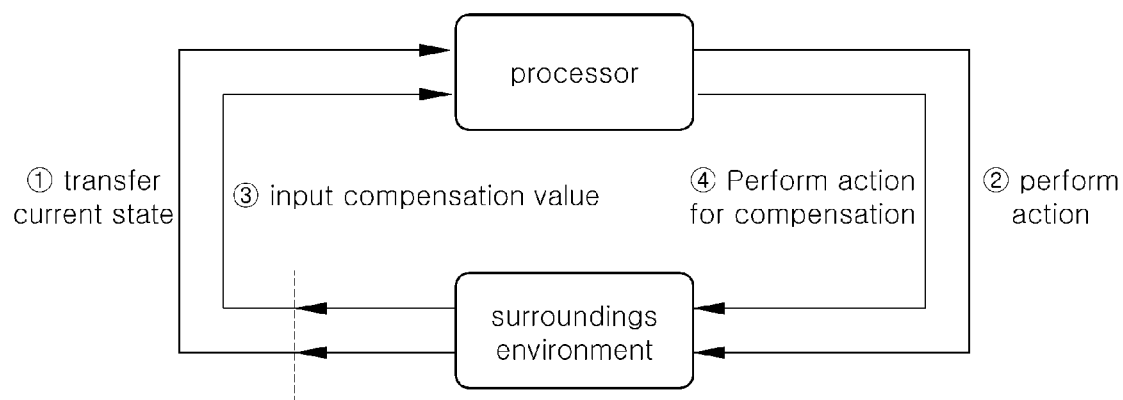 processor
① transfer
current state
③ input compensation value
④ Perform action
for compensation
② perform
action
surroundings
environment